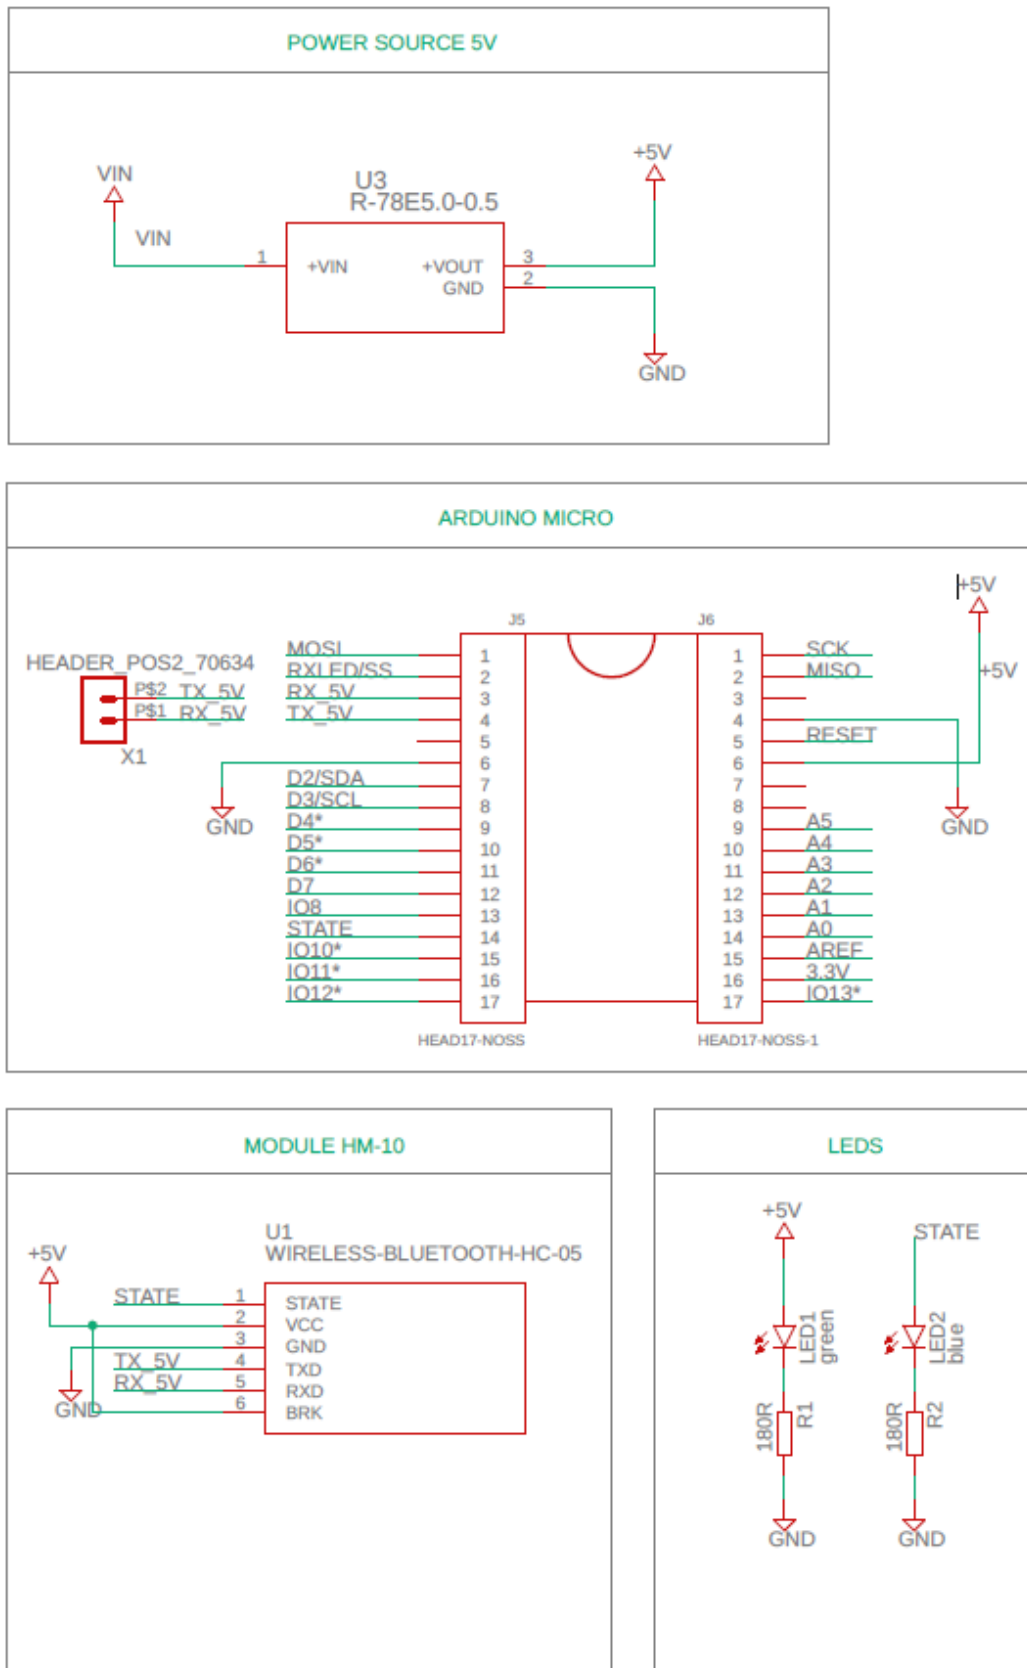 POWER SOURCE 5V
VIN
VIN
U3
R-78E5.0-0.5
+5V
1
+VIN
+VOUT
3
GND
2
GND
ARDUINO MICRO
+5V
+5V
HEADER_POS2_70634
P$2 TX_5V
P$1 RX_5V
X1
J5
J6
MOSI 1
RXLED/SS 2
RX_5V 3
TX_5V 4
5
6
GND
D2/SDA 7
D3/SCL 8
D4* 9
D5* 10
D6* 11
D7 12
IO8 13
STATE 14
IO10* 15
IO11* 16
IO12* 17
1 SCK
2 MISO
3
4
5 RESET
6
7
8
GND
9 A5
10 A4
11 A3
12 A2
13 A1
14 A0
15 AREF
16 3.3V
17 IO13*
HEAD17-NOSS
HEAD17-NOSS-1
MODULE HM-10
+5V
U1
WIRELESS-BLUETOOTH-HC-05
STATE 1 STATE
2 VCC
3 GND
TX_5V 4 TXD
RX_5V 5 RXD
6 BRK
GND
LEDS
+5V
STATE
LED1
green
LED2
blue
180R
R1
180R
R2
GND
GND